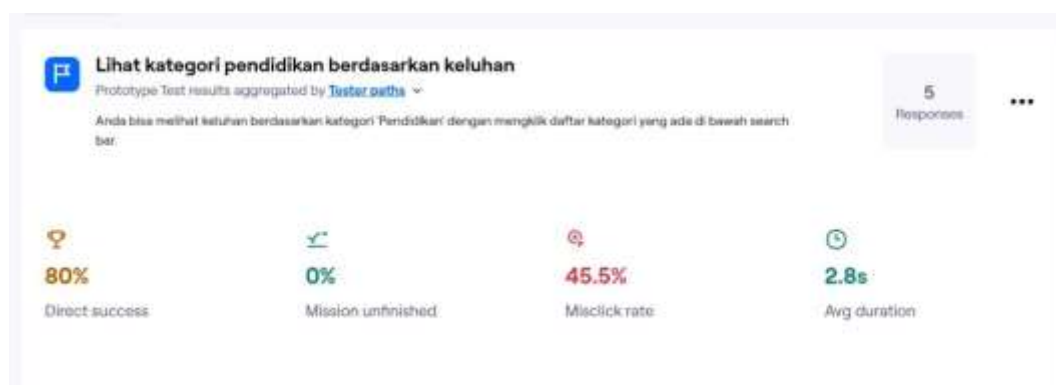 Lihat kategori pendidikan berdasarkan keluhan
Prototype Test results aggregated by Tester paths
Anda bisa melihat keluhan berdasarkan kategori 'Pendidikan' dengan mengklik daftar kategori yang ada di bawah search
bar.
5
Responses
80%
0%
45.5%
2.8s
Direct success
Mission unfinished
Misclick rate
Avg duration